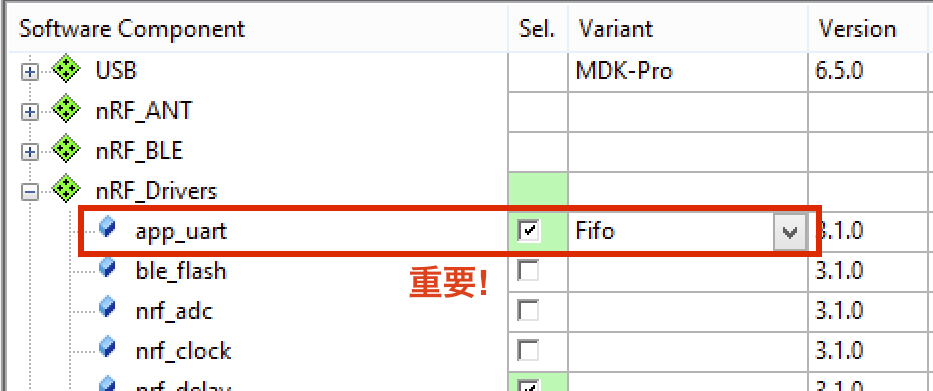 Software Component Sel. Variant Version
USB MDK-Pro 6.5.0
nRF_ANT
nRF_BLE
nRF_Drivers
app_uart Fifo 3.1.0
ble_flash 3.1.0
重要!
nrf_adc 3.1.0
nrf_clock 3.1.0
nrf_delay 3.1.0